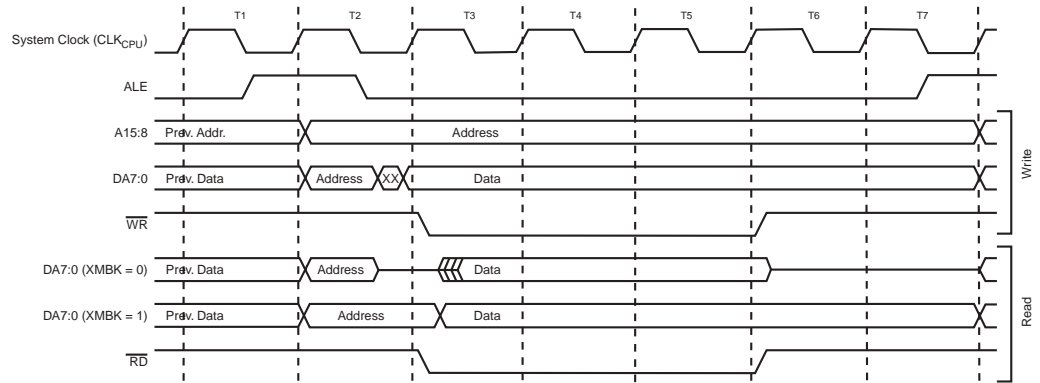 T1 T2 T3 T4 T5 T6 T7
System Clock (CLKCPU)
ALE
A15:8 Prev. Addr. Address
DA7:0 Prev. Data Address XX Data
WR
Write
DA7:0 (XMBK = 0) Prev. Data Address Data
DA7:0 (XMBK = 1) Prev. Data Address Data
RD
Read